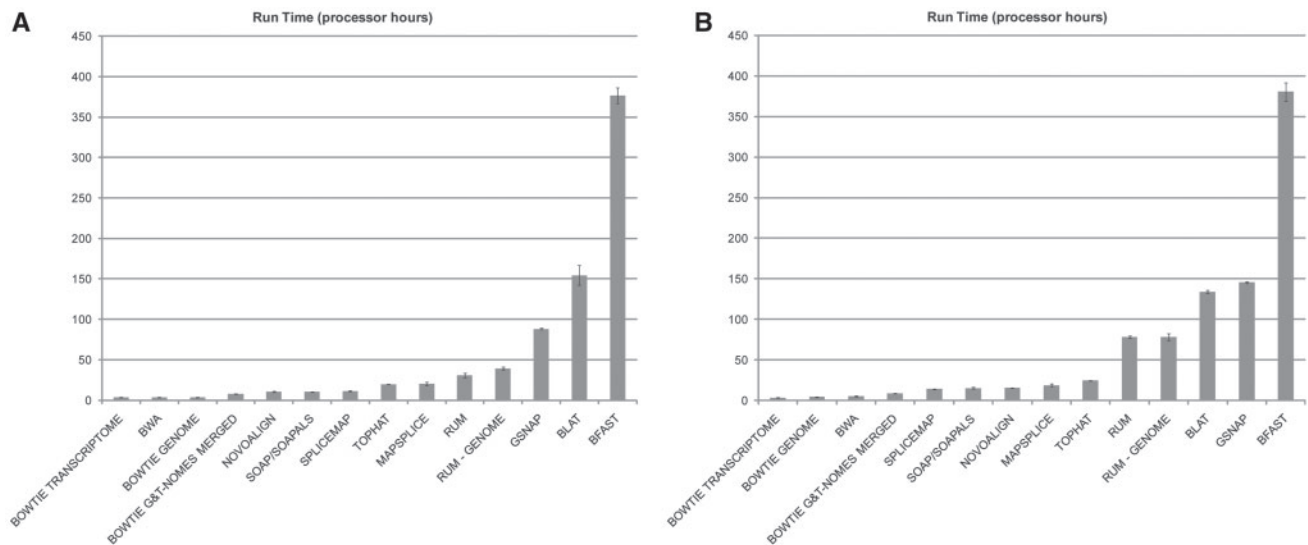 A
Run Time (processor hours)
450
400
350
300
250
200
150
100
50
0
BOWTIE TRANSCRIPTOME
BWA
BOWTIE GENOME
BOWTIE G&T-NOMES MERGED
NOVOALIGN
SOAP/SOAPALS
SPLICEMAP
TOPHAT
MAPSPLICE
RUM
RUM - GENOME
GSNAP
BLAT
BFAST
B
Run Time (processor hours)
450
400
350
300
250
200
150
100
50
0
BOWTIE TRANSCRIPTOME
BOWTIE GENOME
BWA
BOWTIE G&T-NOMES MERGED
SPLICEMAP
SOAP/SOAPALS
NOVOALIGN
MAPSPLICE
TOPHAT
RUM
RUM - GENOME
BLAT
GSNAP
BFAST